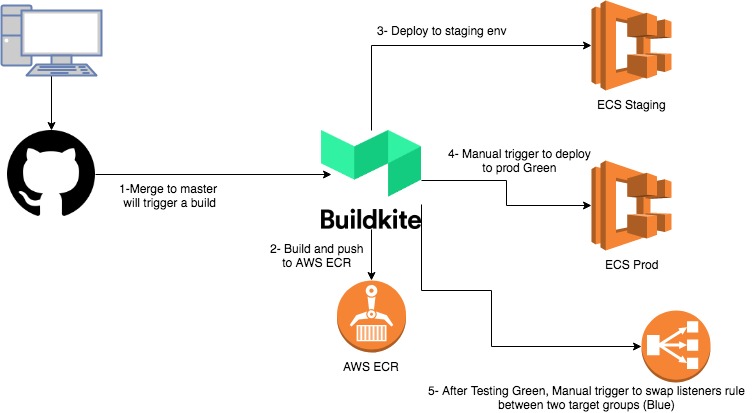 3- Deploy to staging env
ECS Staging
4- Manual trigger to deploy
to prod Green
1-Merge to master
will trigger a build
Buildkite
ECS Prod
2- Build and push
to AWS ECR
AWS ECR
5- After Testing Green, Manual trigger to swap listeners rule
between two target groups (Blue)